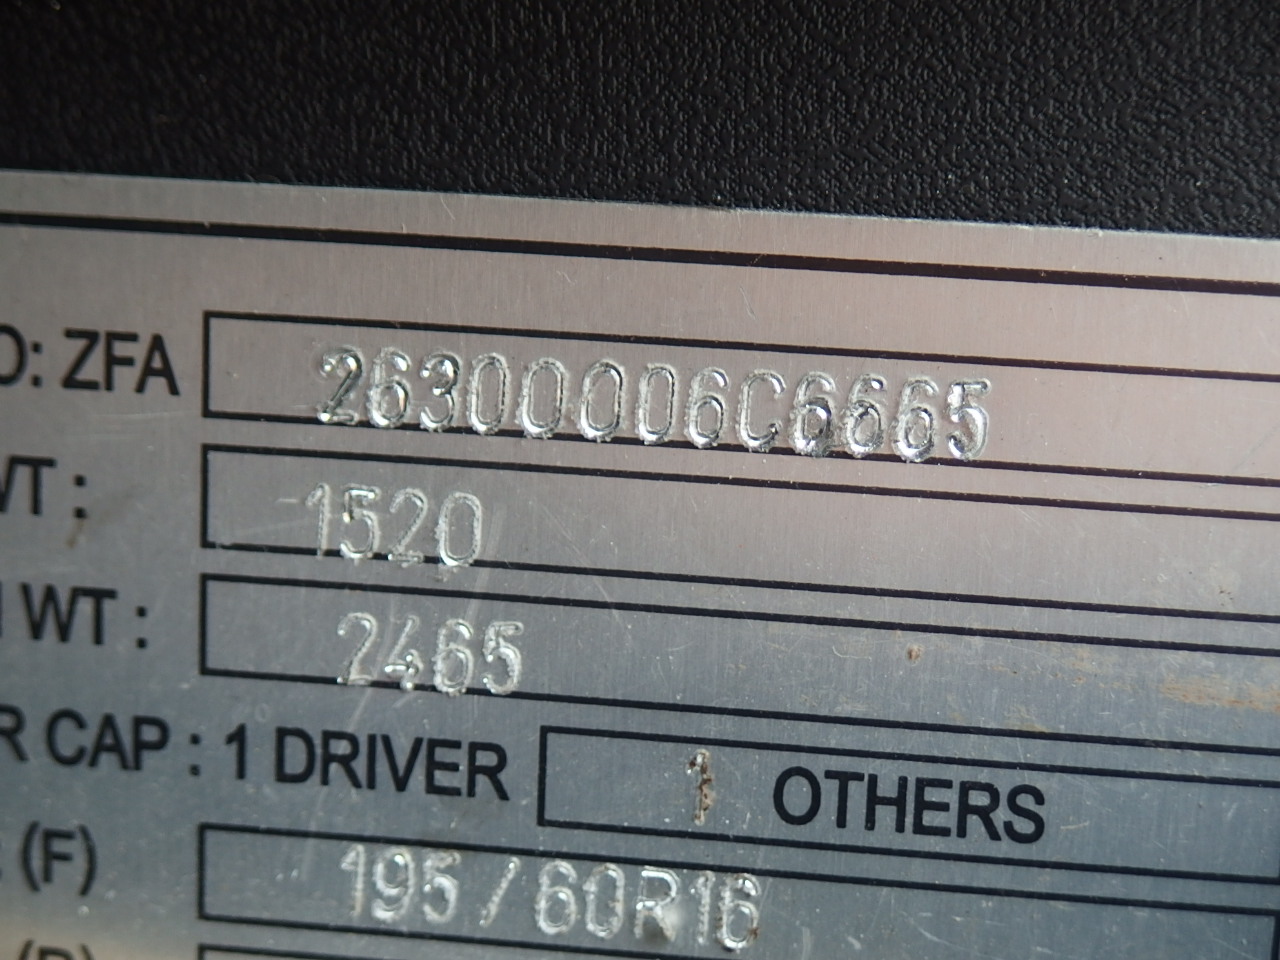 O: ZFA 26300006C6665
WT: 1520
WT: 2465
R CAP: 1 DRIVER 1 OTHERS
(F) 195/60R16